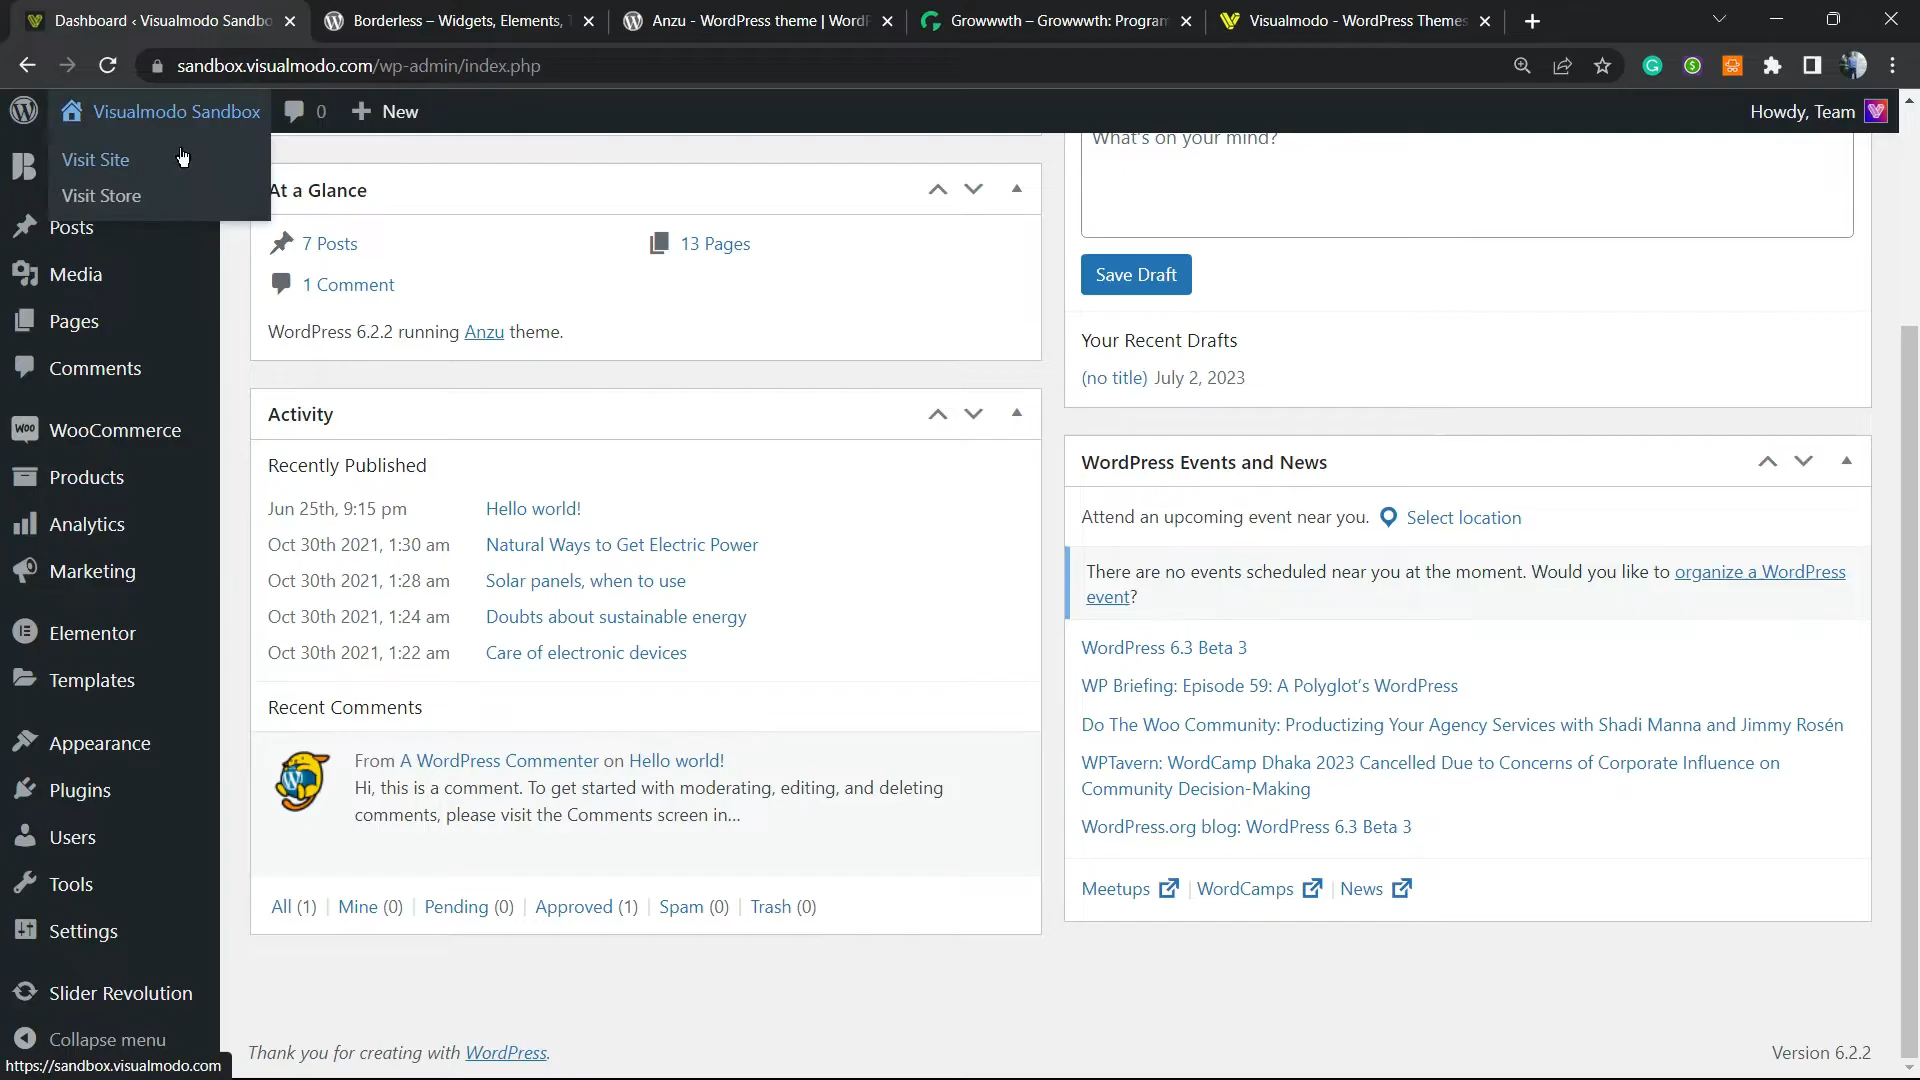 Dashboard ‹ Visualmodo Sandbo
Borderless – Widgets, Elements, T
Anzu - WordPress theme | WordP
Growwwth – Growwwth: Program
Visualmodo - WordPress Themes
sandbox.visualmodo.com/wp-admin/index.php
Visualmodo Sandbox
0
New
Howdy, Team
Visit Site
Visit Store
Posts
Media
Pages
Comments
WooCommerce
Products
Analytics
Marketing
Elementor
Templates
Appearance
Plugins
Users
Tools
Settings
Slider Revolution
Collapse menu
https://sandbox.visualmodo.com
At a Glance
7 Posts
13 Pages
1 Comment
WordPress 6.2.2 running Anzu theme.
Activity
Recently Published
Jun 25th, 9:15 pm Hello world!
Oct 30th 2021, 1:30 am Natural Ways to Get Electric Power
Oct 30th 2021, 1:28 am Solar panels, when to use
Oct 30th 2021, 1:24 am Doubts about sustainable energy
Oct 30th 2021, 1:22 am Care of electronic devices
Recent Comments
From A WordPress Commenter on Hello world!
Hi, this is a comment. To get started with moderating, editing, and deleting
comments, please visit the Comments screen in...
All (1) | Mine (0) | Pending (0) | Approved (1) | Spam (0) | Trash (0)
What's on your mind?
Save Draft
Your Recent Drafts
(no title) July 2, 2023
WordPress Events and News
Attend an upcoming event near you. Select location
There are no events scheduled near you at the moment. Would you like to organize a WordPress
event?
WordPress 6.3 Beta 3
WP Briefing: Episode 59: A Polyglot's WordPress
Do The Woo Community: Productizing Your Agency Services with Shadi Manna and Jimmy Rosén
WPTavern: WordCamp Dhaka 2023 Cancelled Due to Concerns of Corporate Influence on
Community Decision-Making
WordPress.org blog: WordPress 6.3 Beta 3
Meetups | WordCamps | News
Thank you for creating with WordPress.
Version 6.2.2